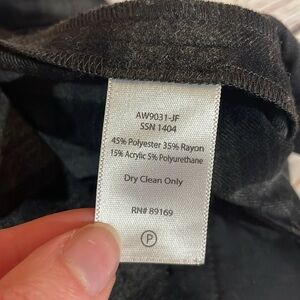 AW9031-JF
SSN 1404
45% Polyester 35% Rayon
15% Acrylic 5% Polyurethane
Dry Clean Only
RN# 89169
P